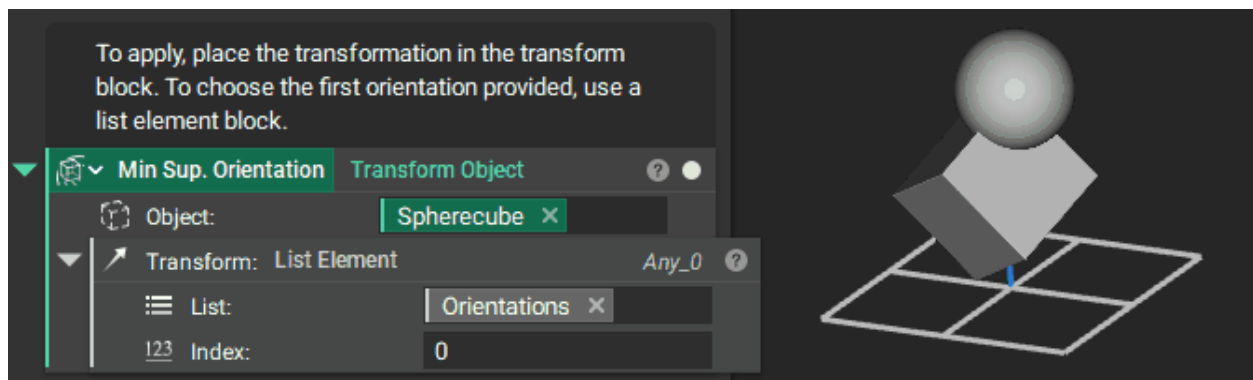 To apply, place the transformation in the transform
block. To choose the first orientation provided, use a
list element block.
Min Sup. Orientation Transform Object ?
Object: Spherecube ×
Transform: List Element Any_0 ?
List: Orientations ×
123 Index: 0